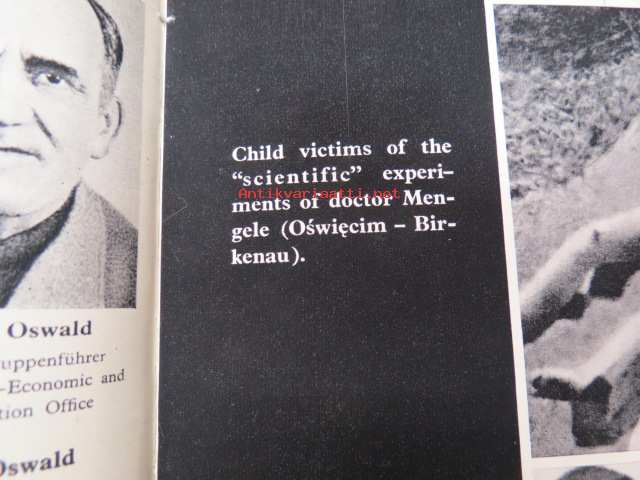 Child victims of the
“scientific” experi-
ments of doctor Men-
gele (Oświęcim – Bir-
kenau).
Antikvariaatti.net
Oswald
uppenführer
-Economic and
tion Office
Oswald